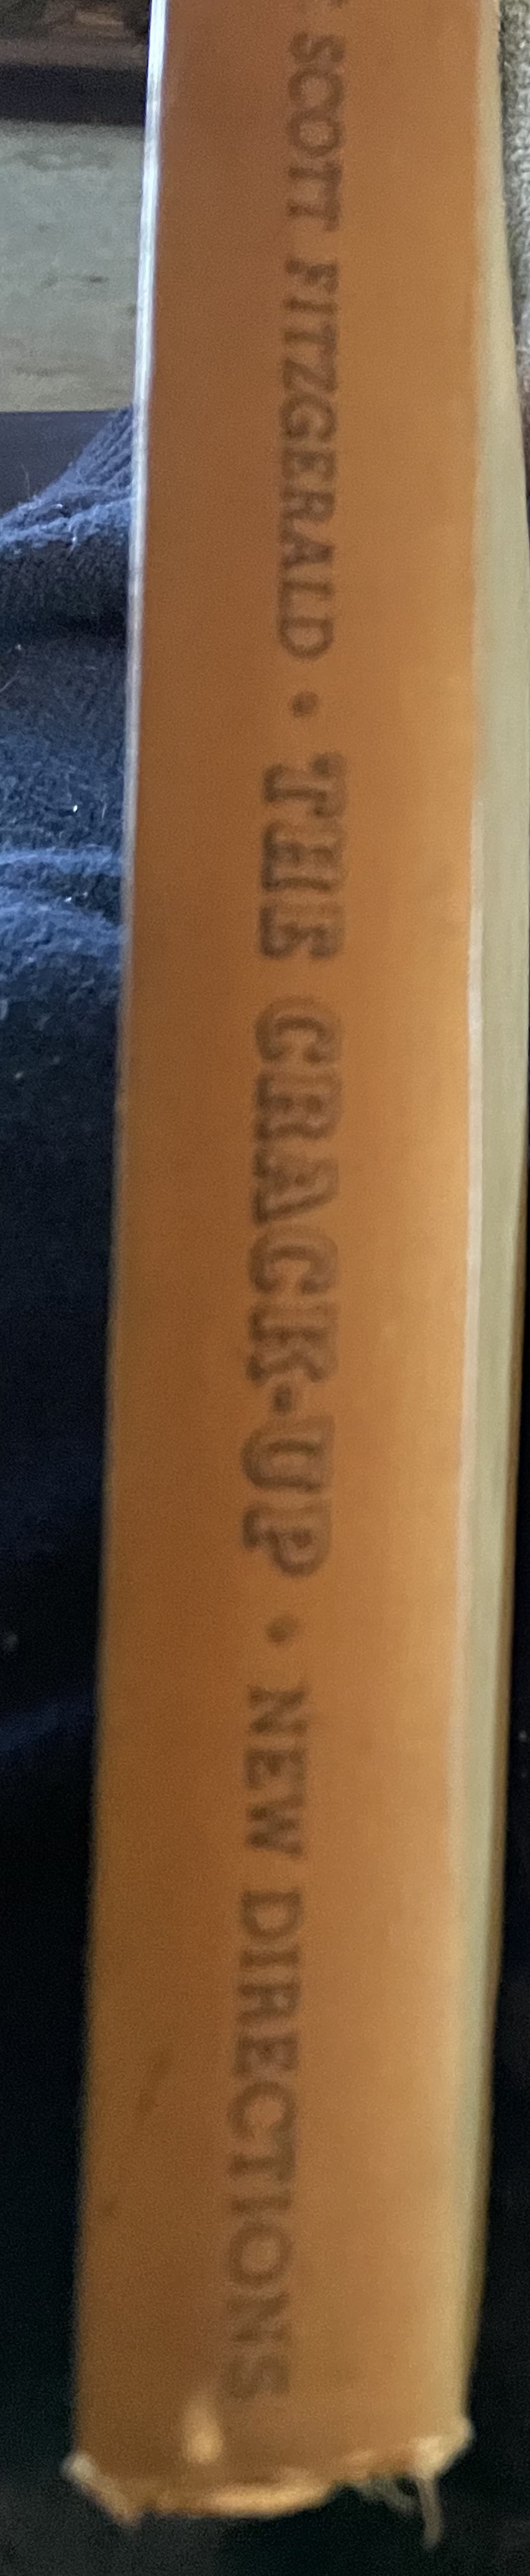 SCOTT FITZGERALD • THE CRACK-UP • NEW DIRECTIONS